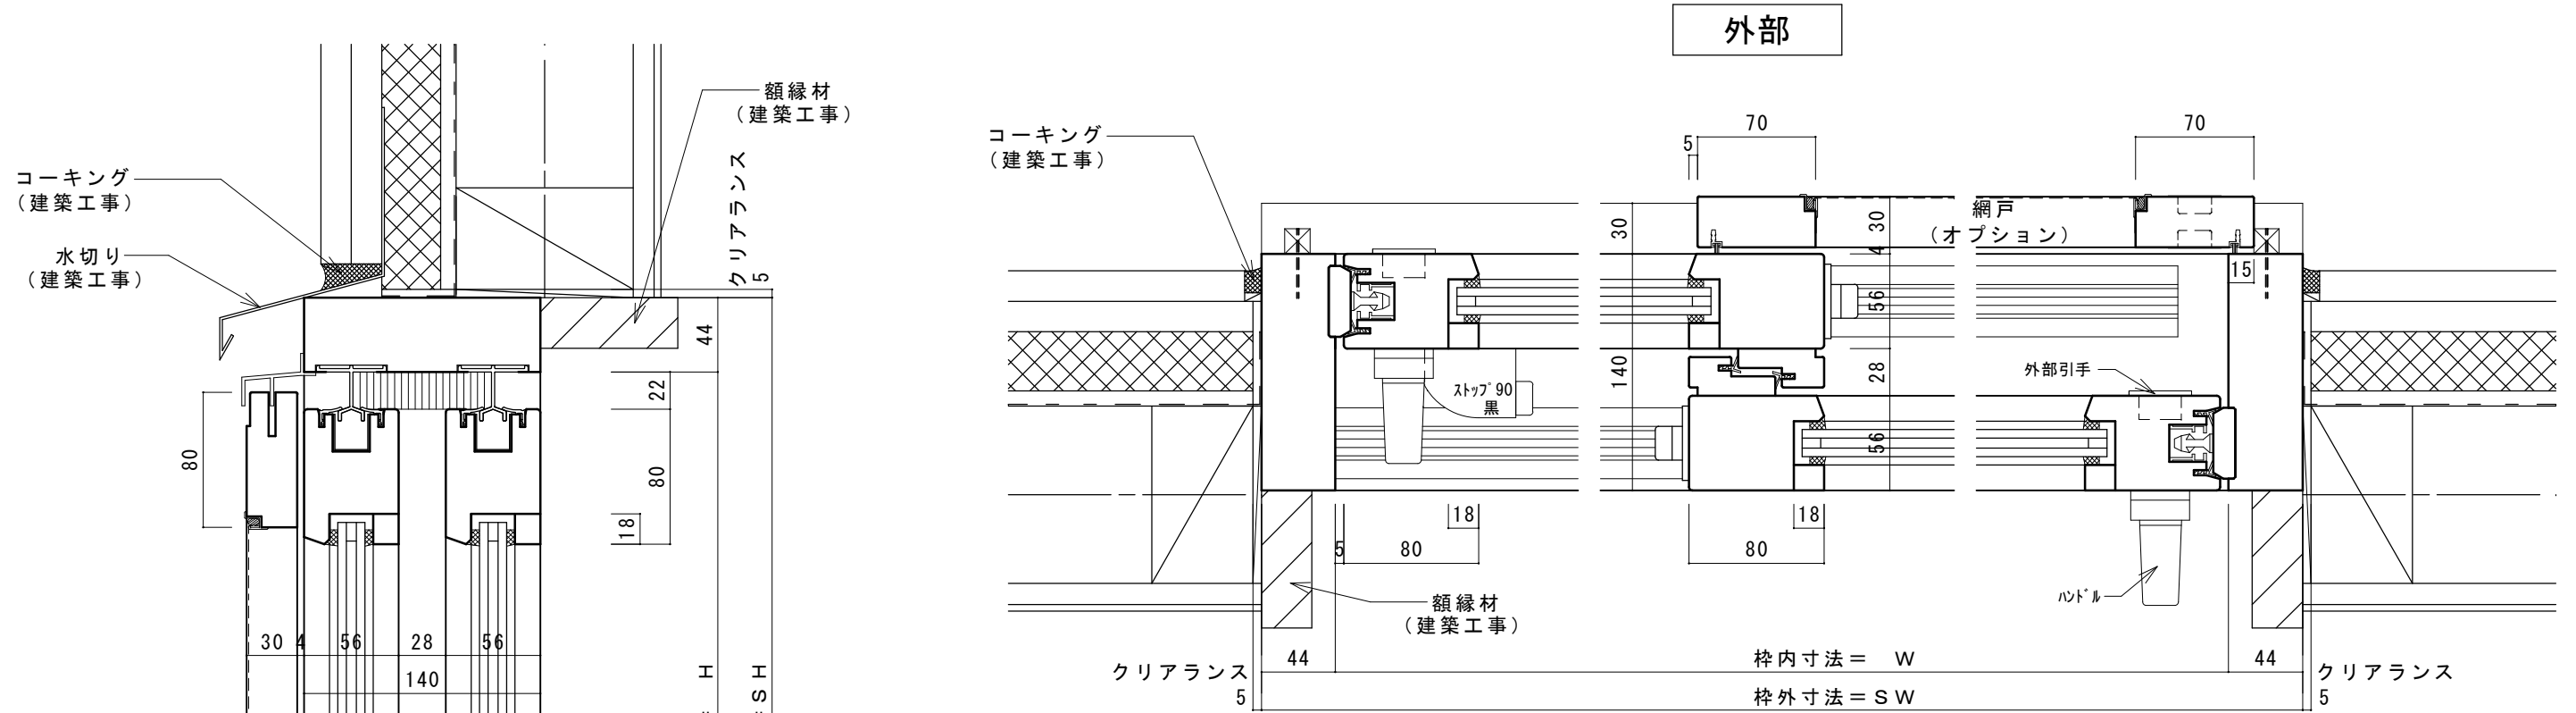 外部
額縁材
（建築工事）
コーキング
（建築工事）
水切り
（建築工事）
クリアランス
5
44
22
80
80
18
30 4 56 28 56
140
H
SH
コーキング
（建築工事）
70
5
70
網戸
（オプション）
30
30
4
15
56
140
28
56
ｽﾄｯﾌﾟ90
黒
外部引手
18
18
5
80
80
ﾊﾝﾄﾞﾙ
額縁材
（建築工事）
44
枠内寸法＝ W
44
クリアランス
5
枠外寸法＝SW
クリアランス
5